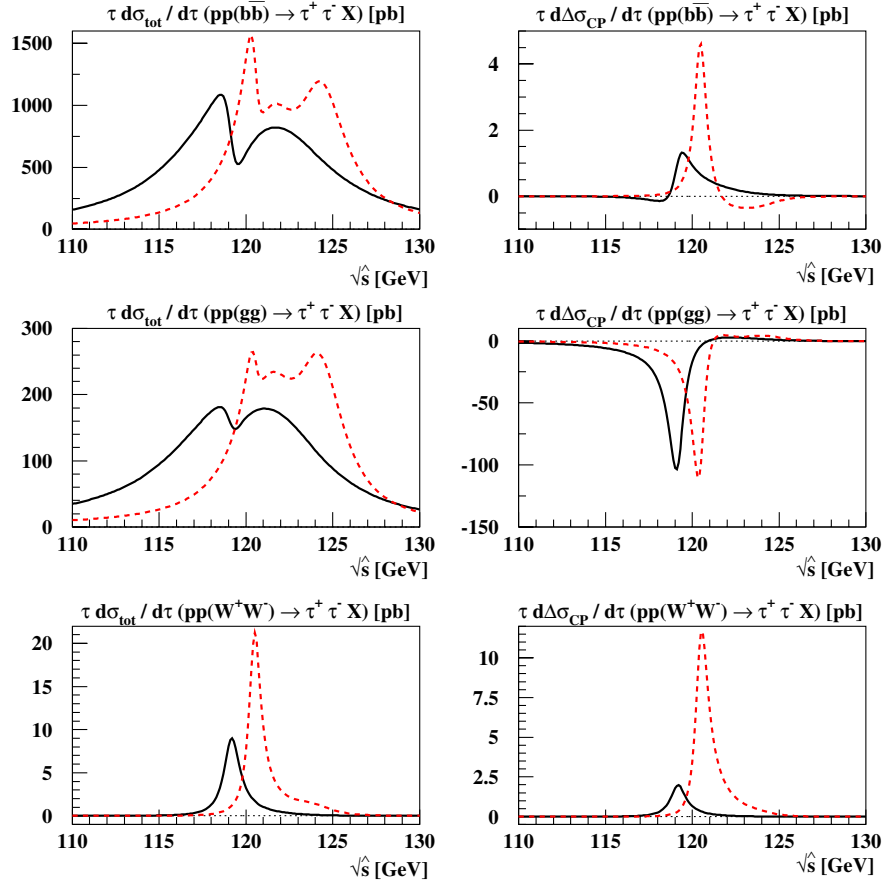 τ dσ_tot / dτ (pp(bb̅) → τ⁺ τ⁻ X) [pb]
1500
1000
500
0
110 115 120 125 130
√ŝ [GeV]
τ dΔσ_CP / dτ (pp(bb̅) → τ⁺ τ⁻ X) [pb]
4
2
0
110 115 120 125 130
√ŝ [GeV]
τ dσ_tot / dτ (pp(gg) → τ⁺ τ⁻ X) [pb]
300
200
100
0
110 115 120 125 130
√ŝ [GeV]
τ dΔσ_CP / dτ (pp(gg) → τ⁺ τ⁻ X) [pb]
0
-50
-100
-150
110 115 120 125 130
√ŝ [GeV]
τ dσ_tot / dτ (pp(W⁺W⁻) → τ⁺ τ⁻ X) [pb]
20
15
10
5
0
110 115 120 125 130
√ŝ [GeV]
τ dΔσ_CP / dτ (pp(W⁺W⁻) → τ⁺ τ⁻ X) [pb]
10
7.5
5
2.5
0
110 115 120 125 130
√ŝ [GeV]